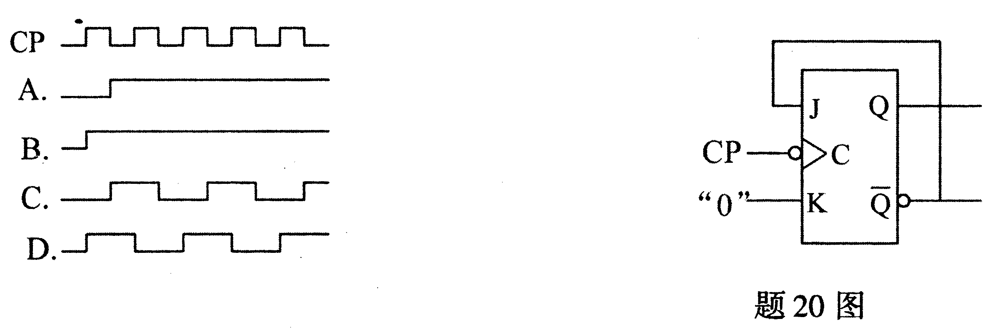 CP
A.
B.
C.
D.
J Q
CP C
“0” K Q̅
题 20 图